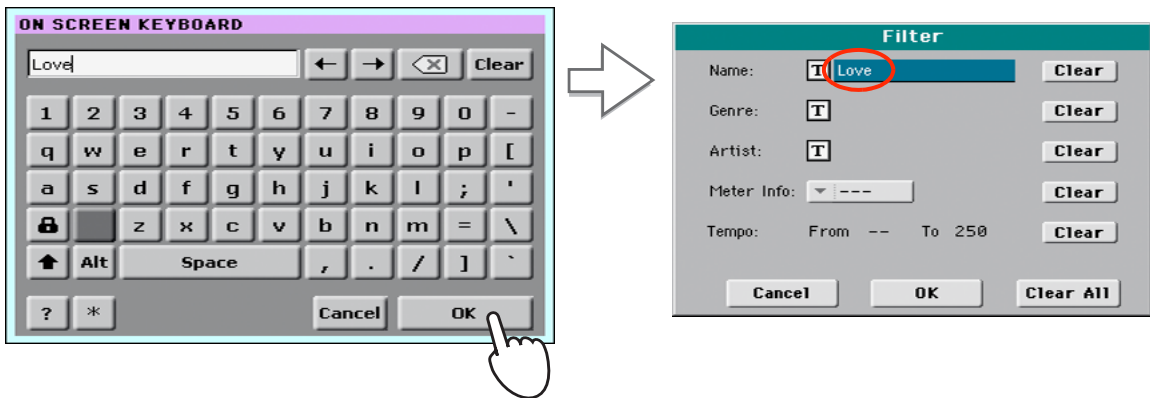 ON SCREEN KEYBOARD
Love
← → ⌫ Clear
1 2 3 4 5 6 7 8 9 0 -
q w e r t y u i o p [
a s d f g h j k l ; '
z x c v b n m = \
Alt Space , . / ] `
? * Cancel OK
Filter
Name: T Love Clear
Genre: T Clear
Artist: T Clear
Meter Info: --- Clear
Tempo: From -- To 250 Clear
Cancel OK Clear All